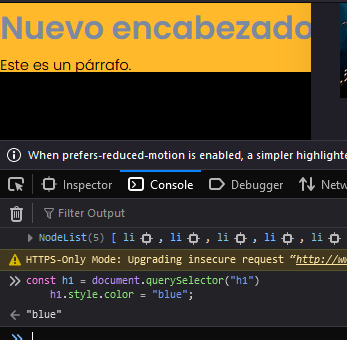 Nuevo encabezado
Este es un párrafo.
When prefers-reduced-motion is enabled, a simpler highlighte
Inspector Console Debugger Netw
Filter Output
NodeList(5) [ li , li , li , li , li
HTTPS-Only Mode: Upgrading insecure request “http://ww
const h1 = document.querySelector("h1")
h1.style.color = "blue";
"blue"